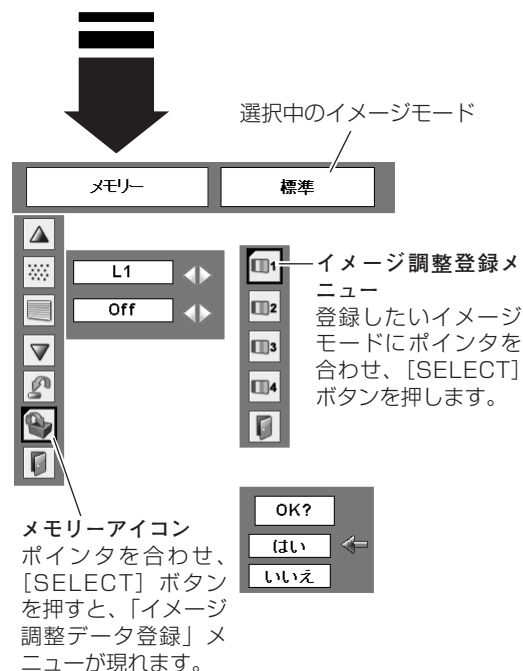 選択中のイメージモード
メモリー 標準
L1
Off
1
2
3
4
イメージ調整登録メ
ニュー
登録したいイメージ
モードにポインタを
合わせ、［SELECT］
ボタンを押します。
メモリーアイコン
ポインタを合わせ、
［SELECT］ボタン
を押すと、「イメージ
調整データ登録」メ
ニューが現れます。
OK?
はい
いいえ